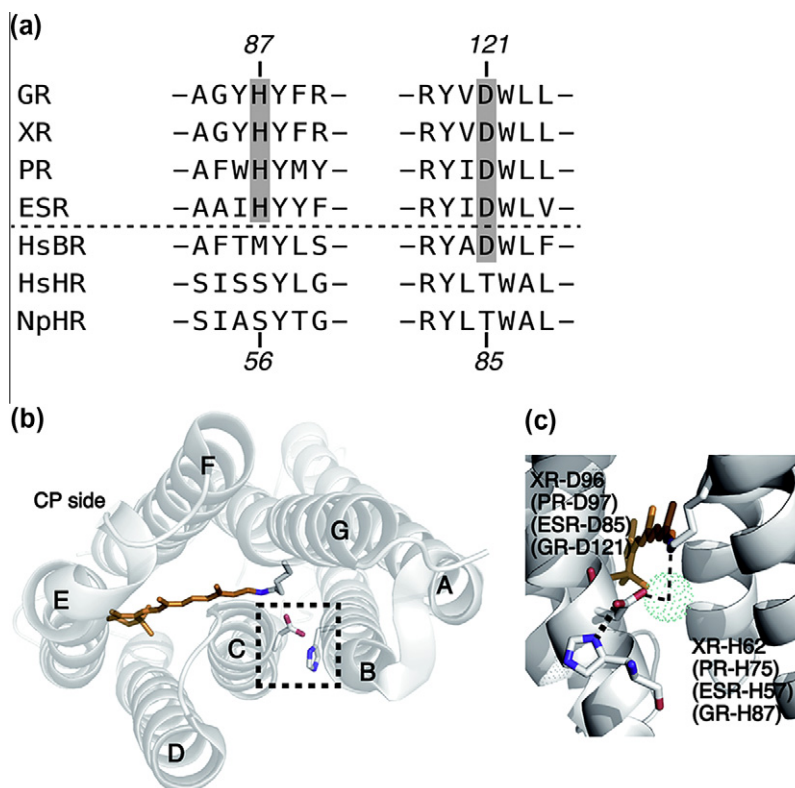 (a)
87 121
GR –AGYHYFR– –RYVDWLL–
XR –AGYHYFR– –RYVDWLL–
PR –AFWHYMY– –RYIDWLL–
ESR –AAIHYYF– –RYIDWLV–
HsBR –AFTMYLS– –RYADWLF–
HsHR –SISSYLG– –RYLTWAL–
NpHR –SIASYTG– –RYLTWAL–
56 85
(b)
CP side
F
G
A
E
C
B
D
(c)
XR-D96
(PR-D97)
(ESR-D85)
(GR-D121)
XR-H62
(PR-H75)
(ESR-H57)
(GR-H87)